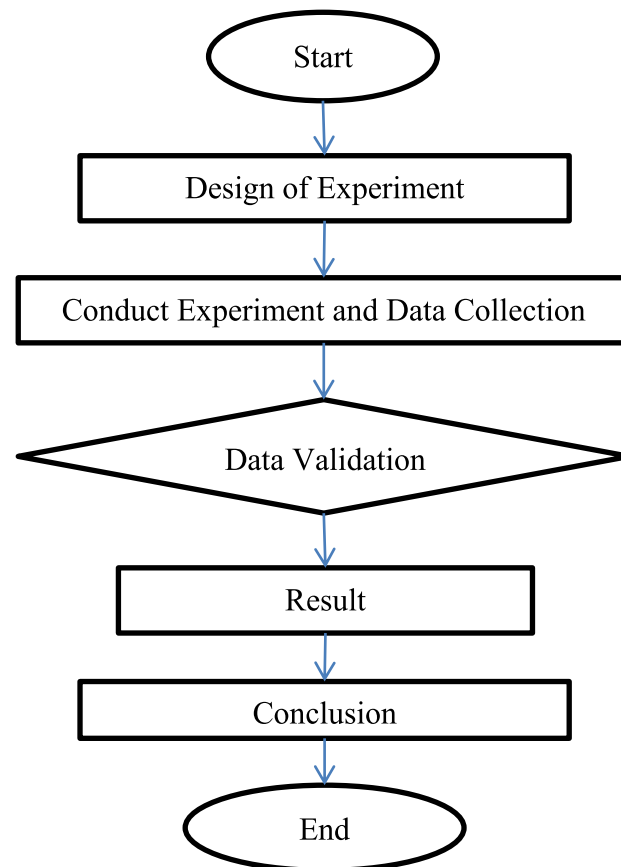 Start
Design of Experiment
Conduct Experiment and Data Collection
Data Validation
Result
Conclusion
End